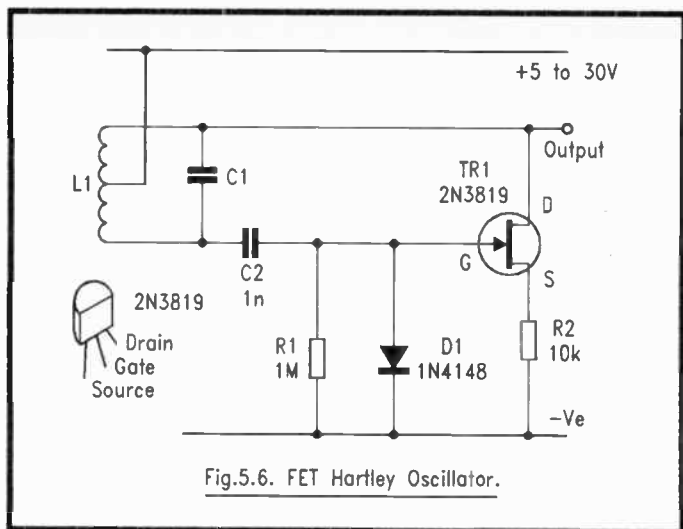 +5 to 30V
Output
TR1
2N3819
D
L1
C1
G
S
C2
1n
2N3819
Drain
Gate
Source
R1
1M
D1
1N4148
R2
10k
-Ve
Fig.5.6. FET Hartley Oscillator.